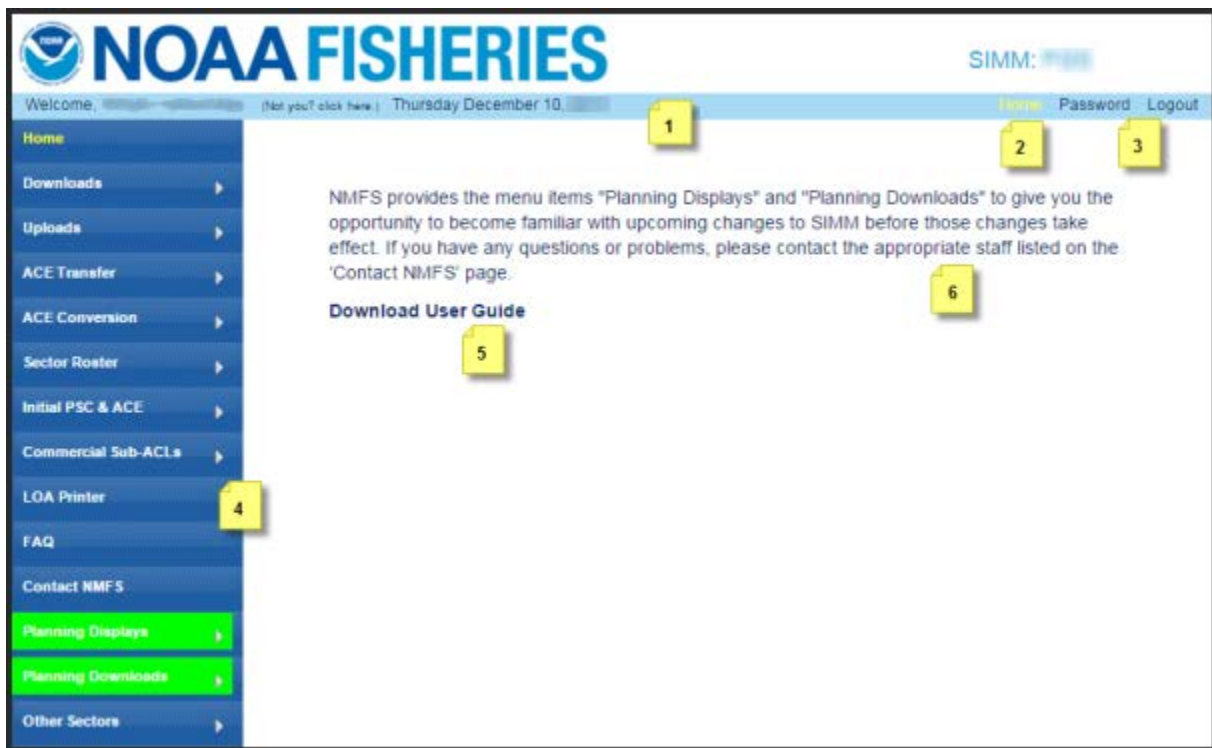 NOAA FISHERIES
SIMM:
Welcome, (Not you? click here.) Thursday December 10,
Home Password Logout
1
2
3
Home
Downloads
Uploads
ACE Transfer
ACE Conversion
Sector Roster
Initial PSC & ACE
Commercial Sub-ACLs
LOA Printer
FAQ
Contact NMFS
Planning Displays
Planning Downloads
Other Sectors
4
NMFS provides the menu items "Planning Displays" and "Planning Downloads" to give you the
opportunity to become familiar with upcoming changes to SIMM before those changes take
effect. If you have any questions or problems, please contact the appropriate staff listed on the
'Contact NMFS' page.
6
Download User Guide
5